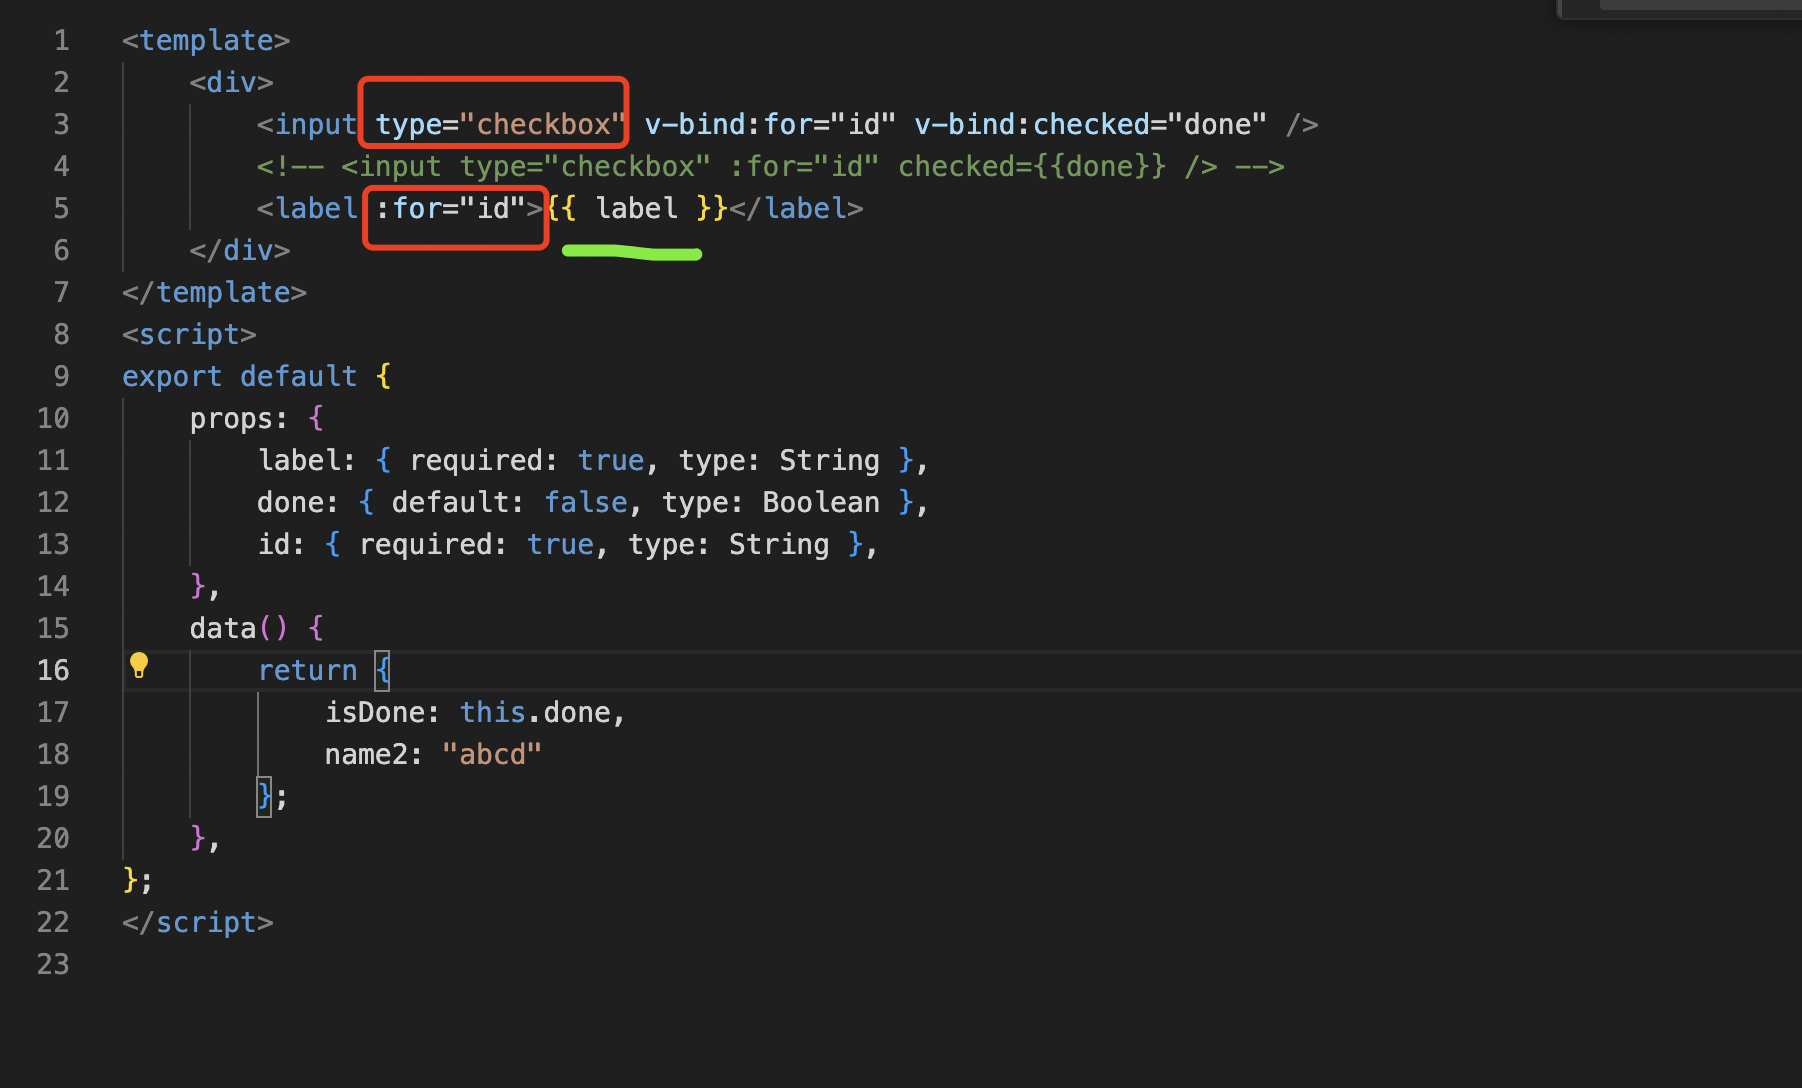 1 <template>
2 <div>
3 <input type="checkbox" v-bind:for="id" v-bind:checked="done" />
4 <!-- <input type="checkbox" :for="id" checked={{done}} /> -->
5 <label :for="id">{{ label }}</label>
6 </div>
7 </template>
8 <script>
9 export default {
10 props: {
11 label: { required: true, type: String },
12 done: { default: false, type: Boolean },
13 id: { required: true, type: String },
14 },
15 data() {
16 return {
17 isDone: this.done,
18 name2: "abcd"
19 };
20 },
21 };
22 </script>
23